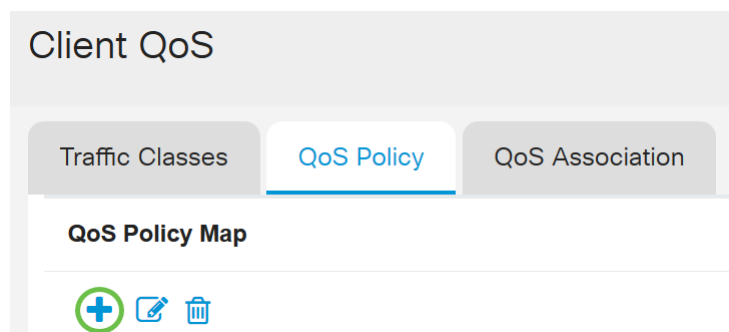 Client QoS
Traffic Classes QoS Policy QoS Association
QoS Policy Map